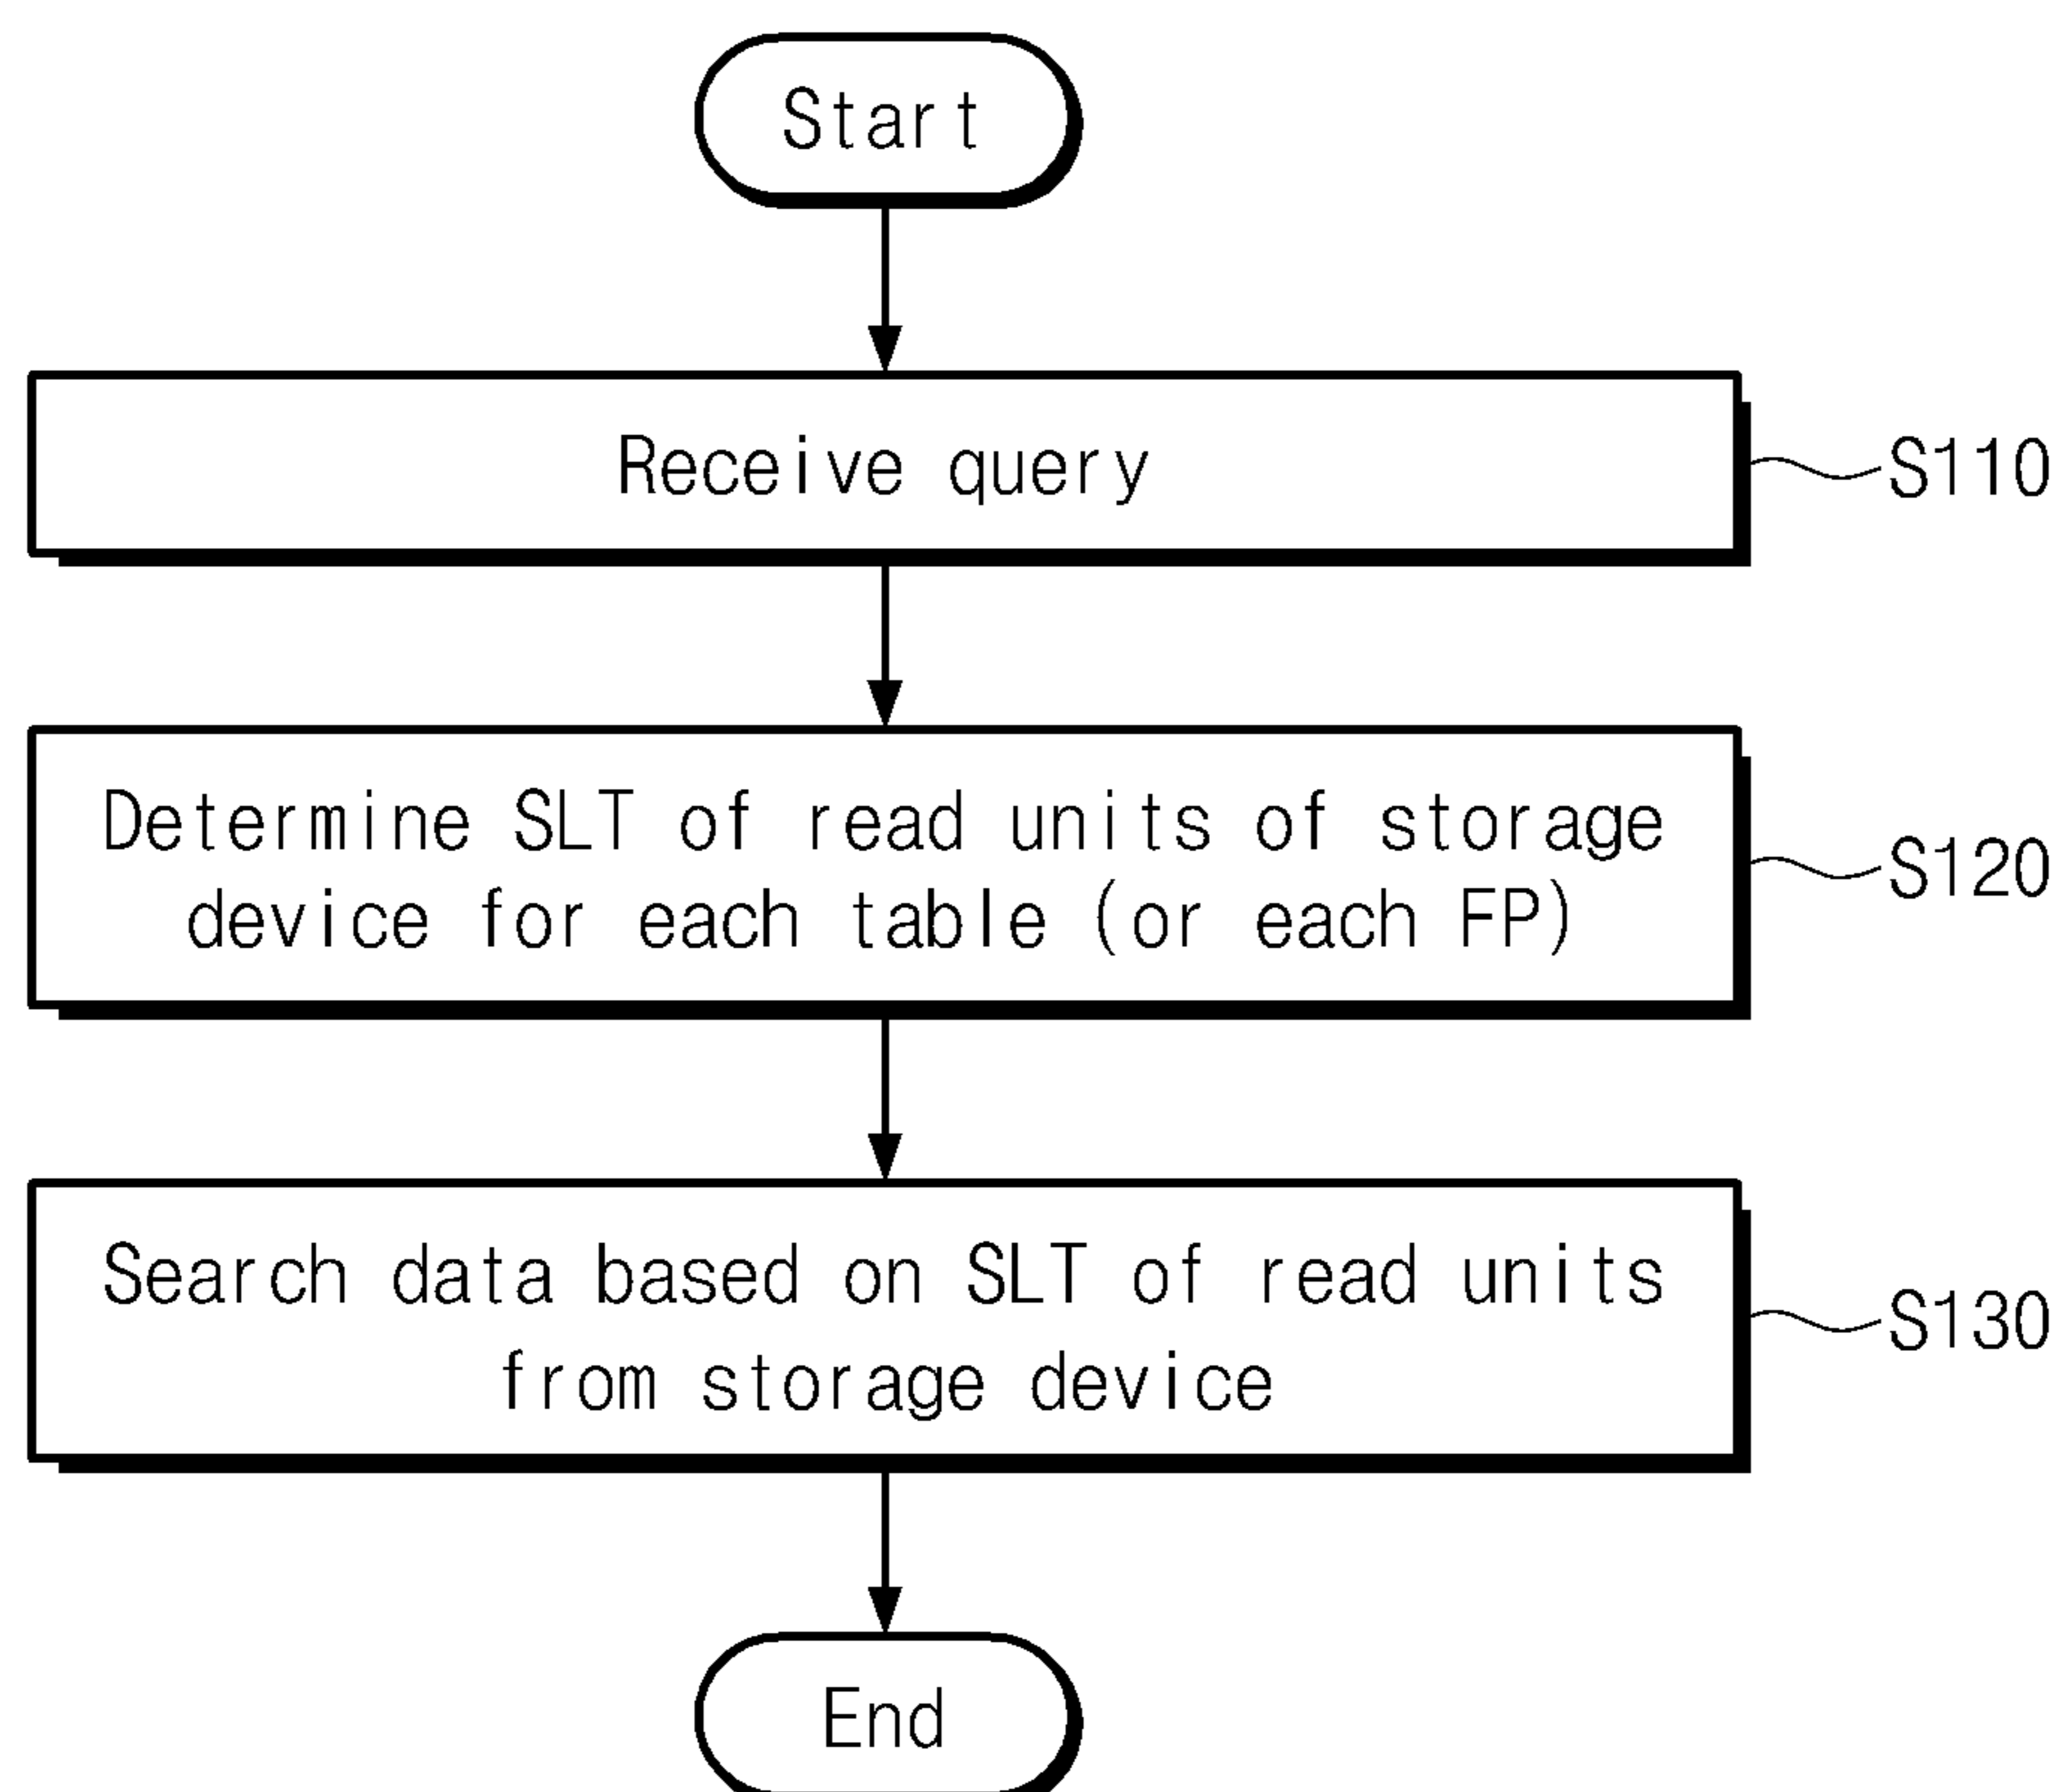 Start
Receive query
S110
Determine SLT of read units of storage
device for each table (or each FP)
S120
Search data based on SLT of read units
from storage device
S130
End